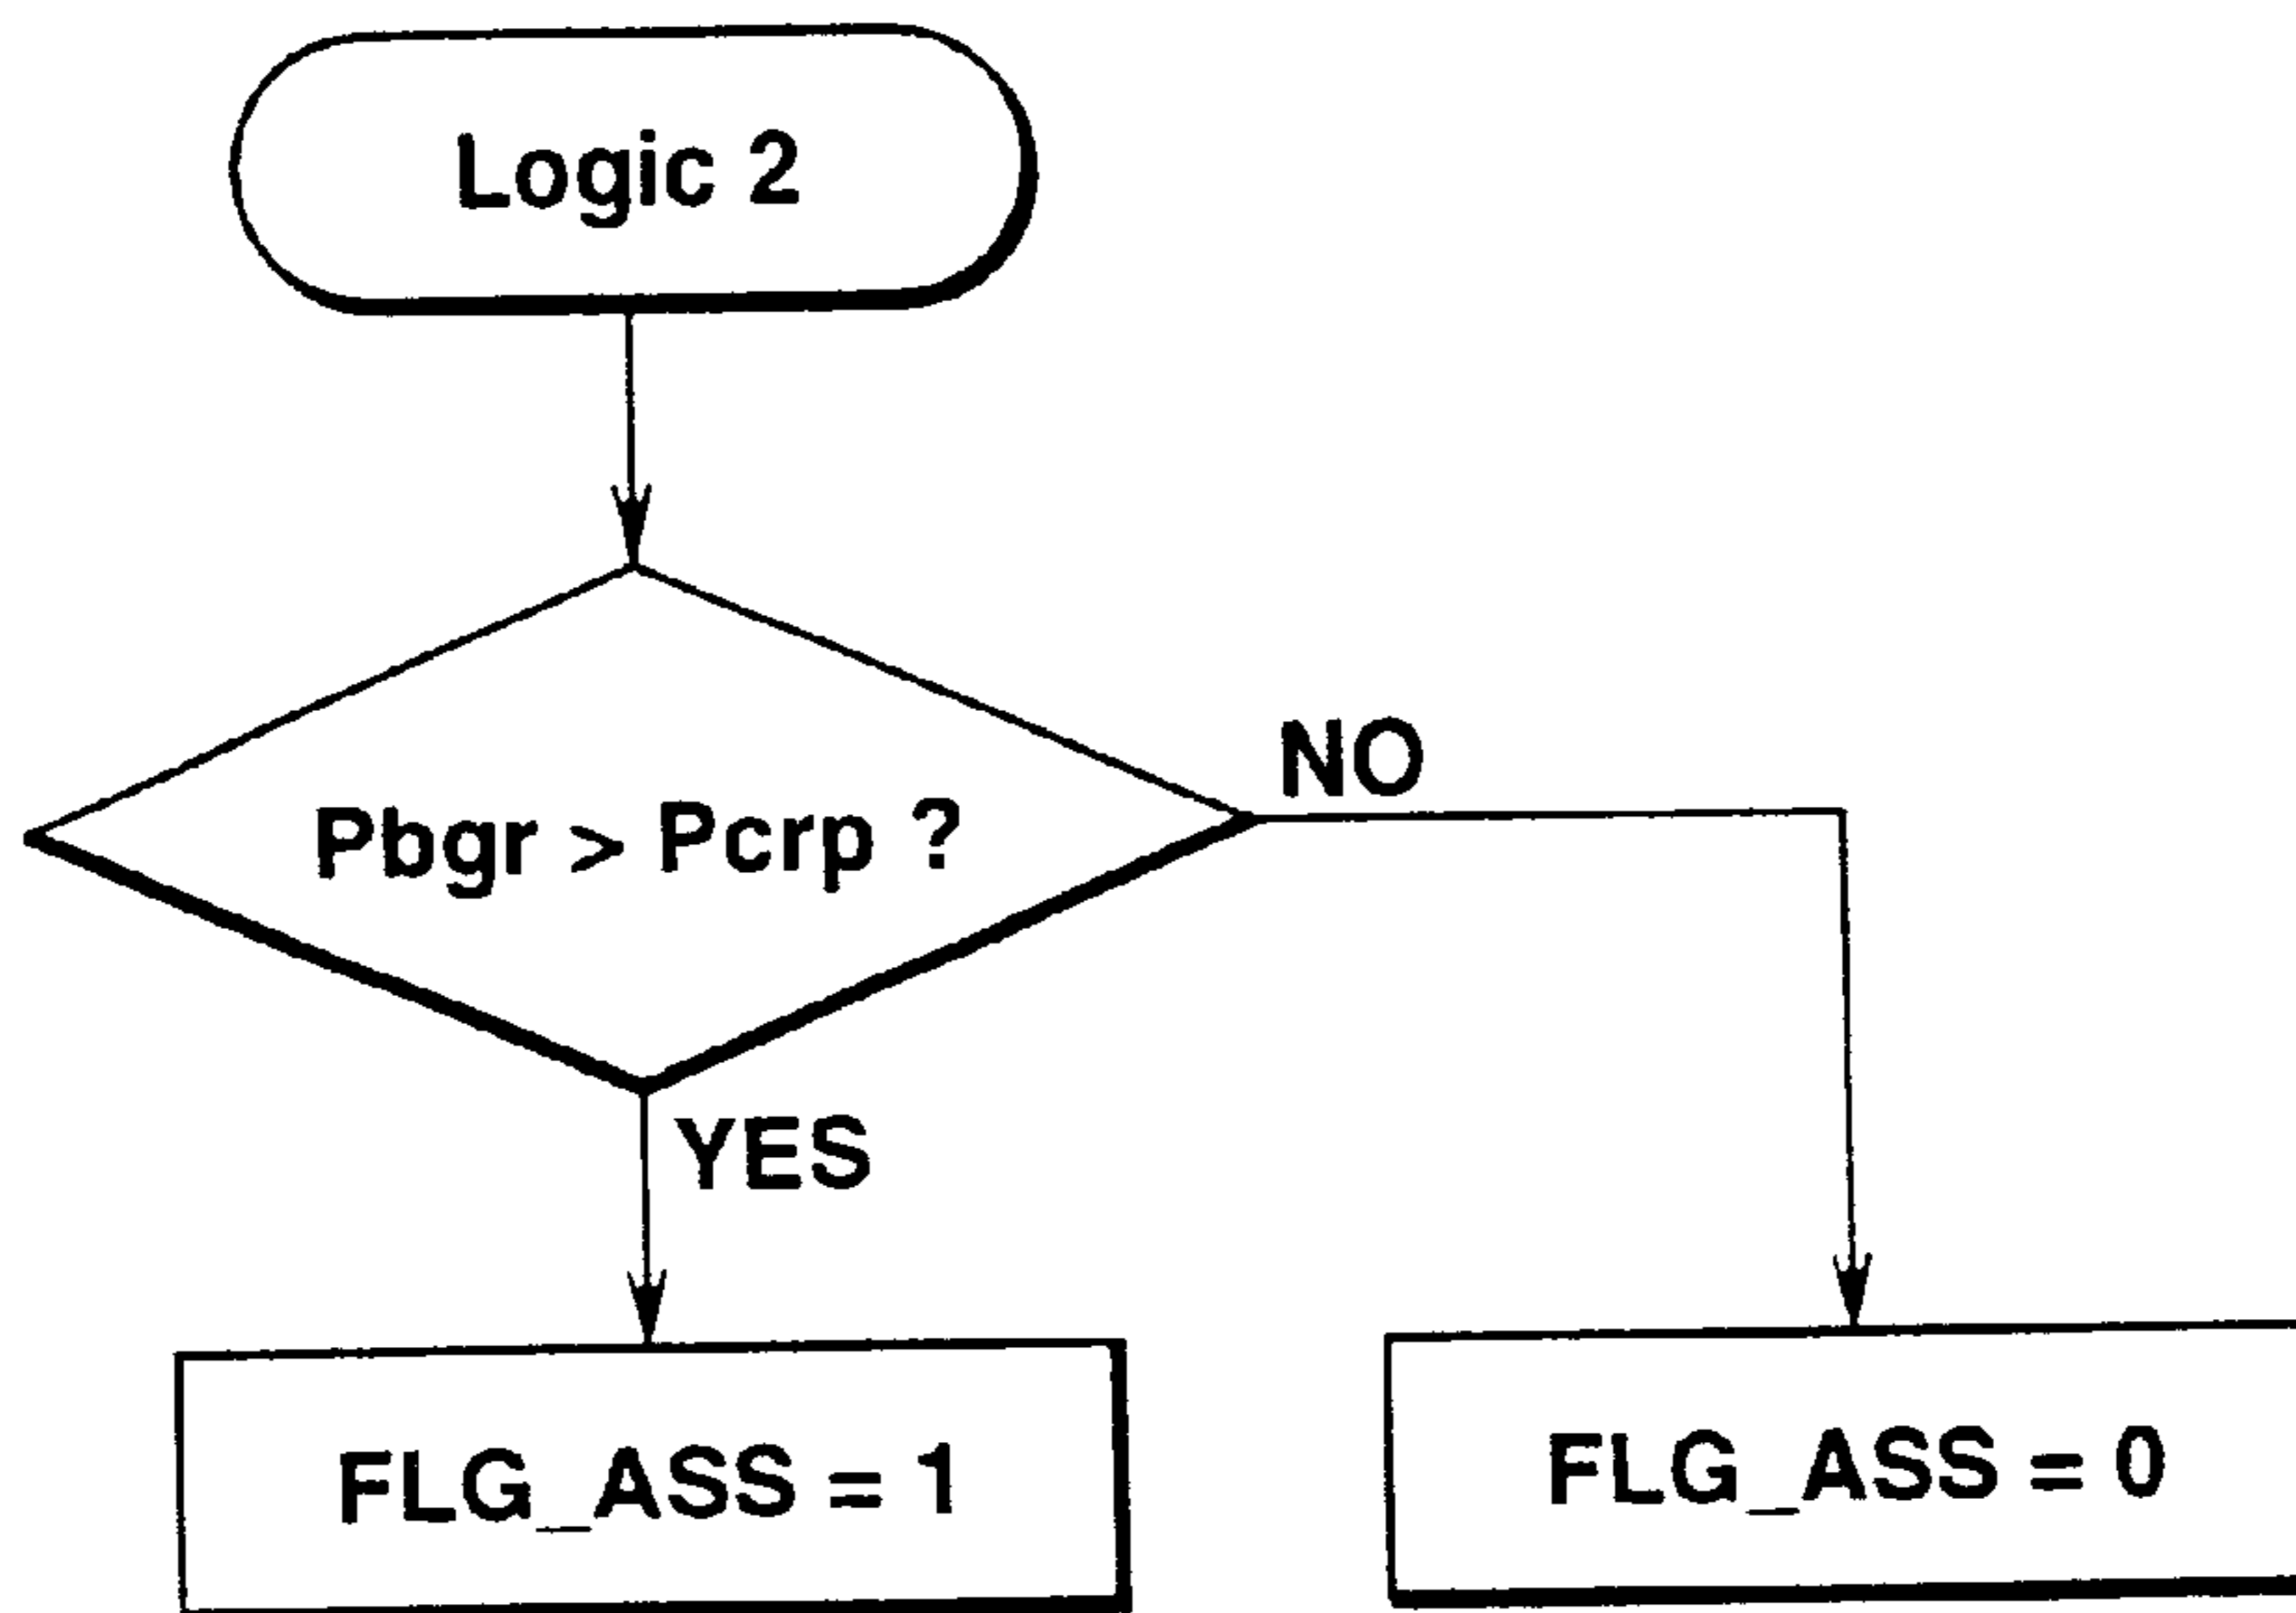 Logic 2
NO
Pbgr > Pcrp ?
YES
FLG_ASS = 1
FLG_ASS = 0